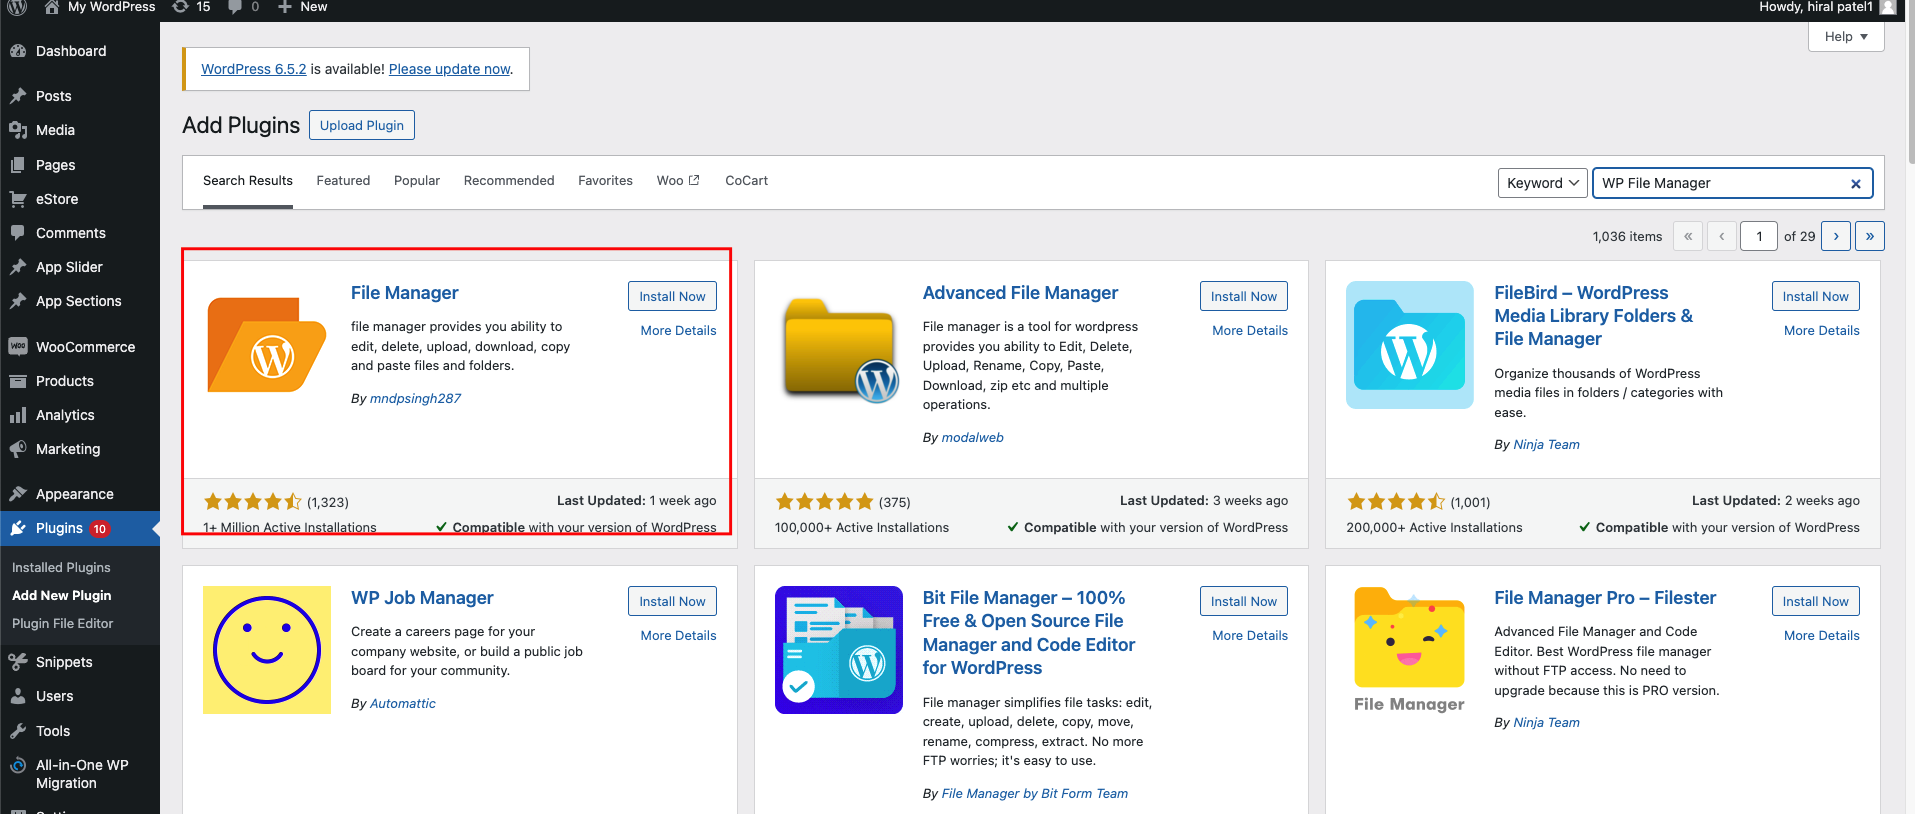 My WordPress 15 0 New Howdy, hiral patel1
Help
Dashboard
Posts
Media
Pages
eStore
Comments
App Slider
App Sections
WooCommerce
Products
Analytics
Marketing
Appearance
Plugins 10
Installed Plugins
Add New Plugin
Plugin File Editor
Snippets
Users
Tools
All-in-One WP
Migration
WordPress 6.5.2 is available! Please update now.
Add Plugins Upload Plugin
Search Results Featured Popular Recommended Favorites Woo CoCart Keyword WP File Manager
1,036 items « ‹ 1 of 29 › »
File Manager
Install Now
More Details
file manager provides you ability to
edit, delete, upload, download, copy
and paste files and folders.
By mndpsingh287
(1,323) Last Updated: 1 week ago
1+ Million Active Installations Compatible with your version of WordPress
Advanced File Manager
Install Now
More Details
File manager is a tool for wordpress
provides you ability to Edit, Delete,
Upload, Rename, Copy, Paste,
Download, zip etc and multiple
operations.
By modalweb
(375) Last Updated: 3 weeks ago
100,000+ Active Installations Compatible with your version of WordPress
FileBird – WordPress
Media Library Folders &
File Manager
Install Now
More Details
Organize thousands of WordPress
media files in folders / categories with
ease.
By Ninja Team
(1,001) Last Updated: 2 weeks ago
200,000+ Active Installations Compatible with your version of WordPress
WP Job Manager
Install Now
More Details
Create a careers page for your
company website, or build a public job
board for your community.
By Automattic
Bit File Manager – 100%
Free & Open Source File
Manager and Code Editor
for WordPress
Install Now
More Details
File manager simplifies file tasks: edit,
create, upload, delete, copy, move,
rename, compress, extract. No more
FTP worries; it's easy to use.
By File Manager by Bit Form Team
File Manager
File Manager Pro – Filester
Install Now
More Details
Advanced File Manager and Code
Editor. Best WordPress file manager
without FTP access. No need to
upgrade because this is PRO version.
By Ninja Team